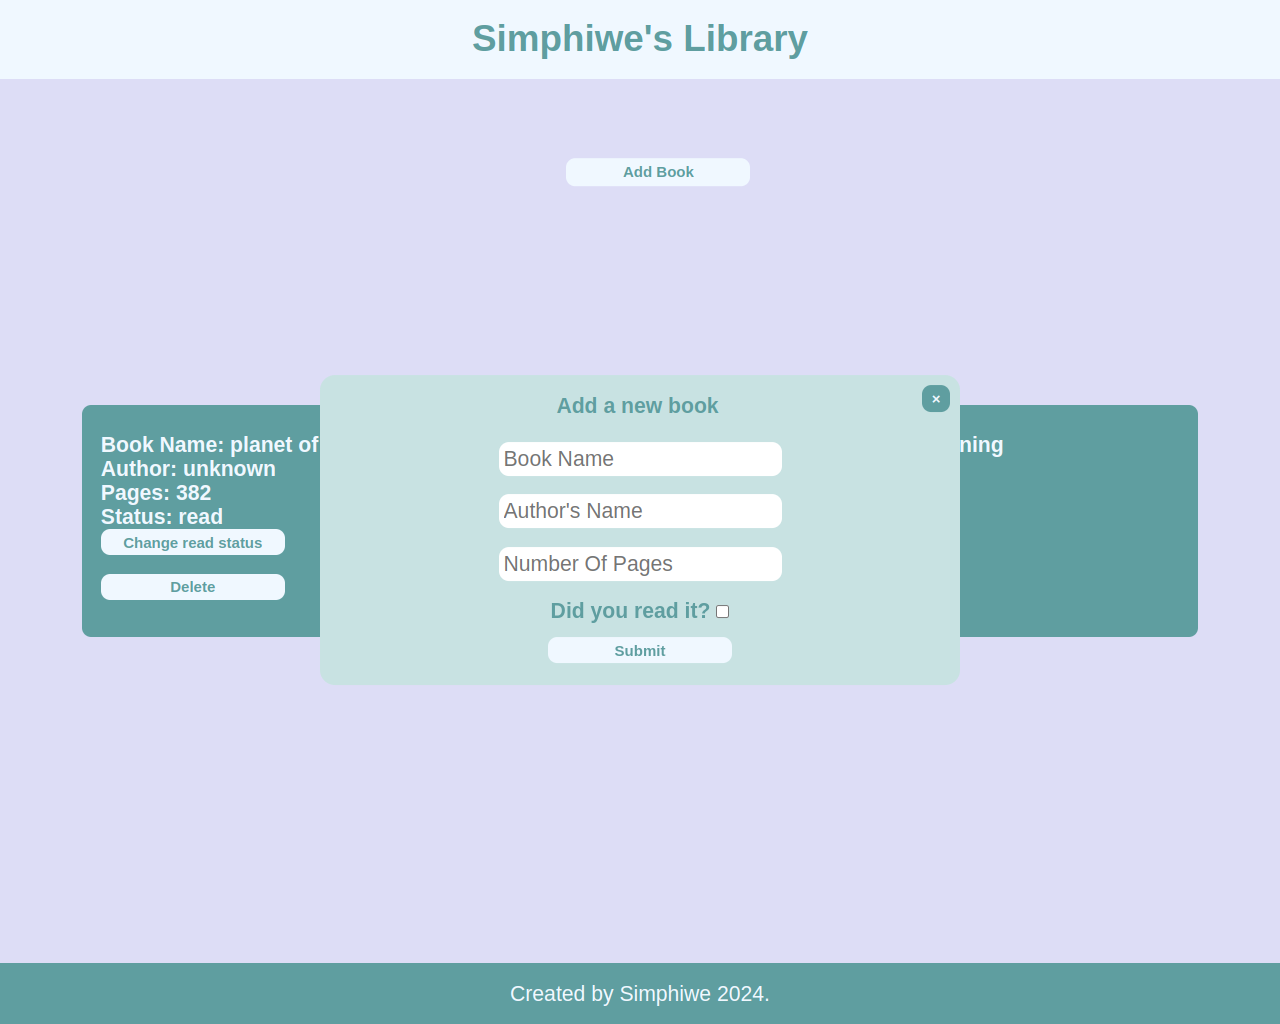 Simphiwe's Library
Add Book
Add a new book
×
Book Name: planet of
ning
Author: unknown
Pages: 382
Status: read
Change read status
Delete
Book Name
Author's Name
Number Of Pages
Did you read it?
Submit
Created by Simphiwe 2024.